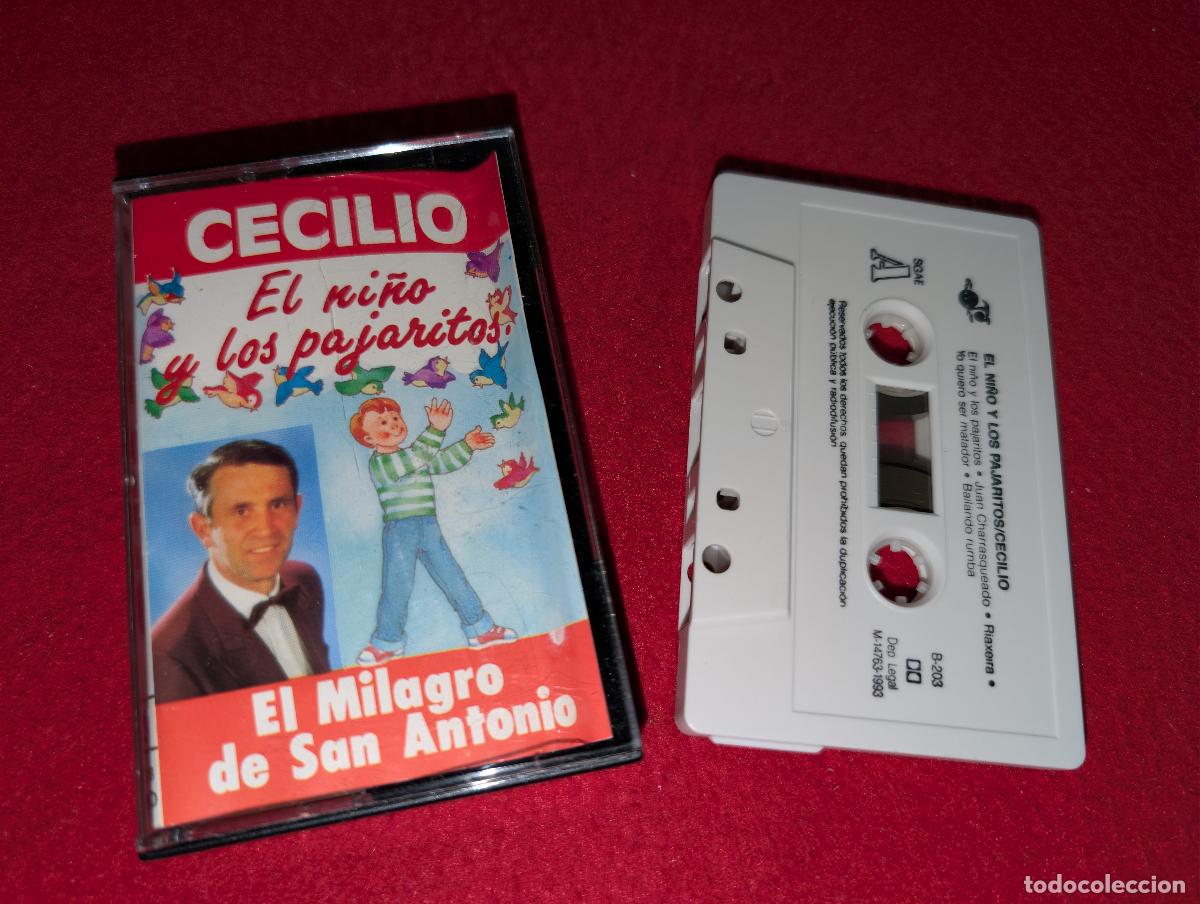 CECILIO
El niño
y los pajaritos
El Milagro
de San Antonio
EL NIÑO Y LOS PAJARITOS/CECILIO
El niño y los pajaritos • Juan Charrasqueado • Riaxeira •
Yo quiero ser matador • Bailando rumba
SGAE
A
B-203
Dep. Legal
M-14763-1993
Reservados todos los derechos quedan prohibidos la duplicación
ejecución pública y radiodifusión
todocoleccion